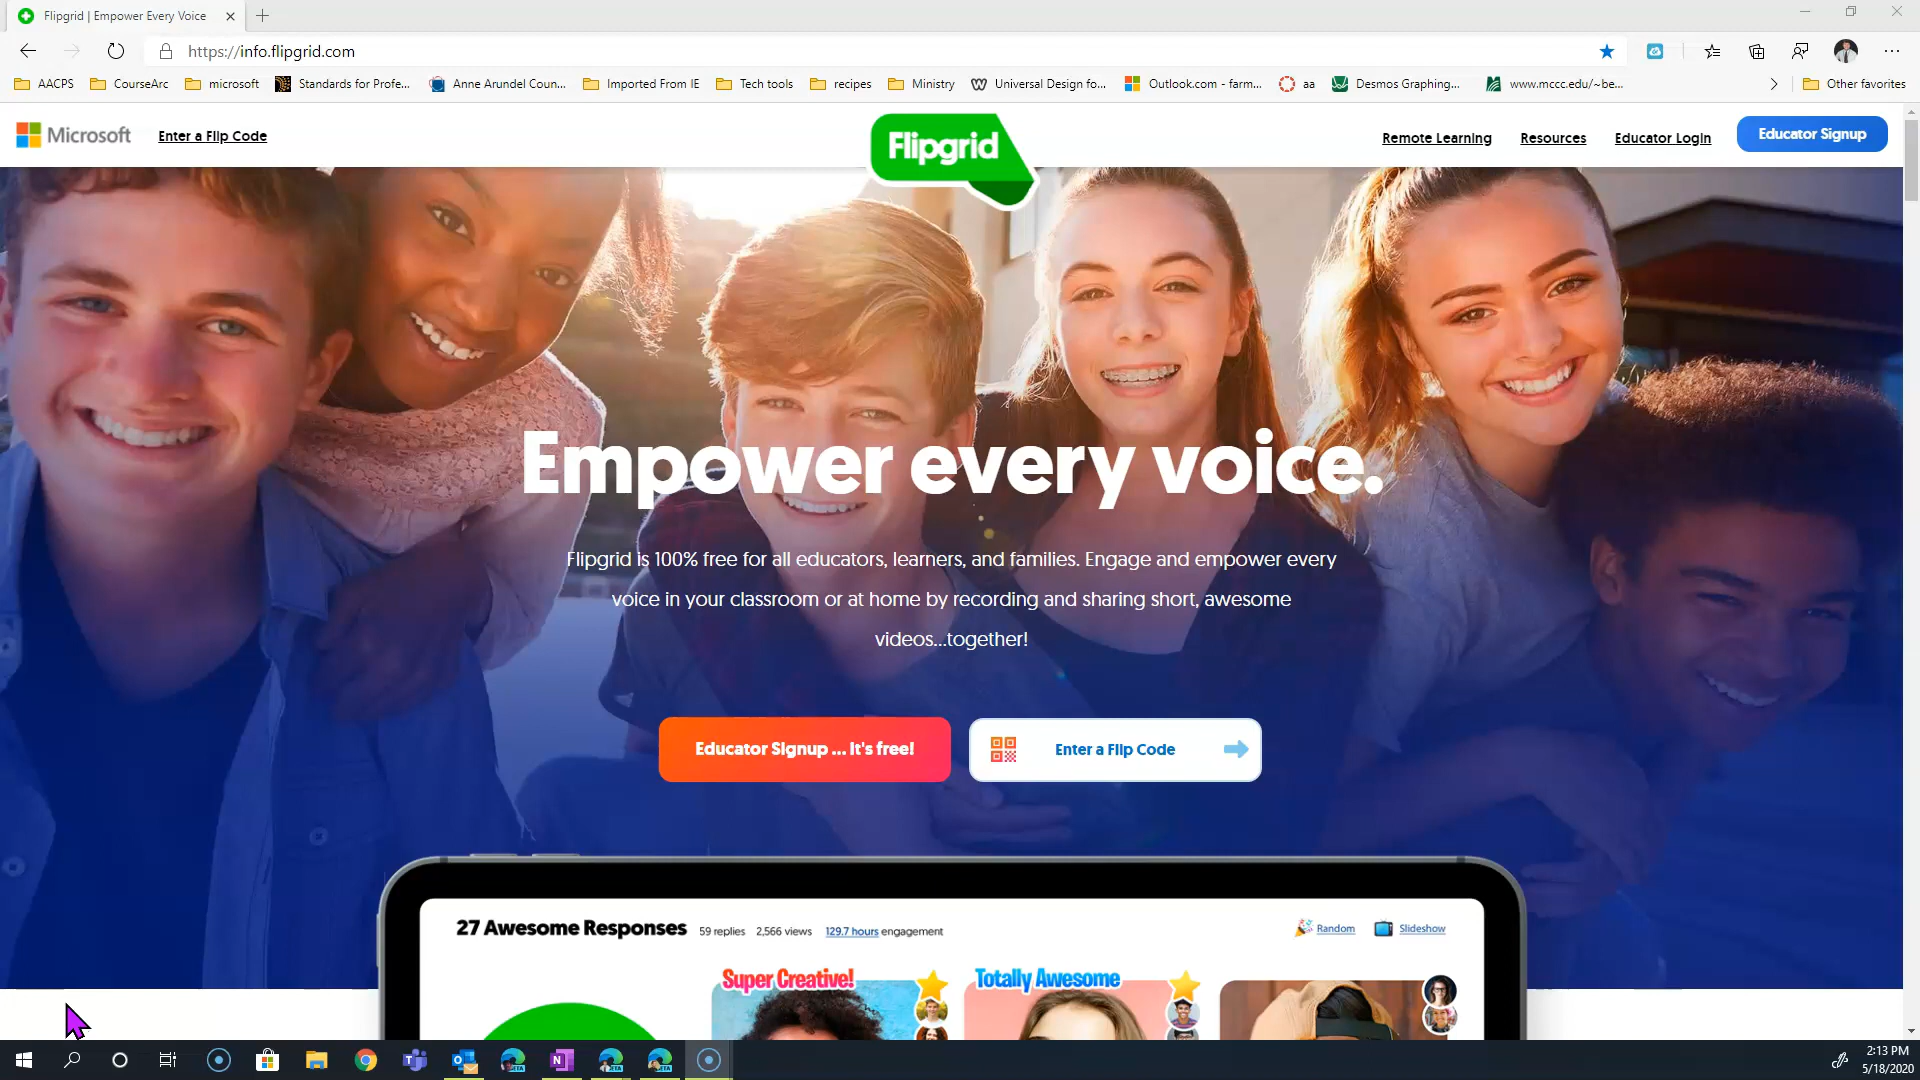 Flipgrid | Empower Every Voice
https://info.flipgrid.com
AACPS
CourseArc
microsoft
Standards for Profe...
Anne Arundel Coun...
Imported From IE
Tech tools
recipes
Ministry
Universal Design fo...
Outlook.com - farm...
aa
Desmos Graphing...
www.mccc.edu/~be...
Other favorites
Microsoft
Enter a Flip Code
Flipgrid
Remote Learning
Resources
Educator Login
Educator Signup
Empower every voice.
Flipgrid is 100% free for all educators, learners, and families. Engage and empower every
voice in your classroom or at home by recording and sharing short, awesome
videos...together!
Educator Signup ... It's free!
Enter a Flip Code
27 Awesome Responses
59 replies
2,566 views
129.7 hours engagement
Random
Slideshow
Super Creative!
Totally Awesome
2:13 PM
5/18/2020